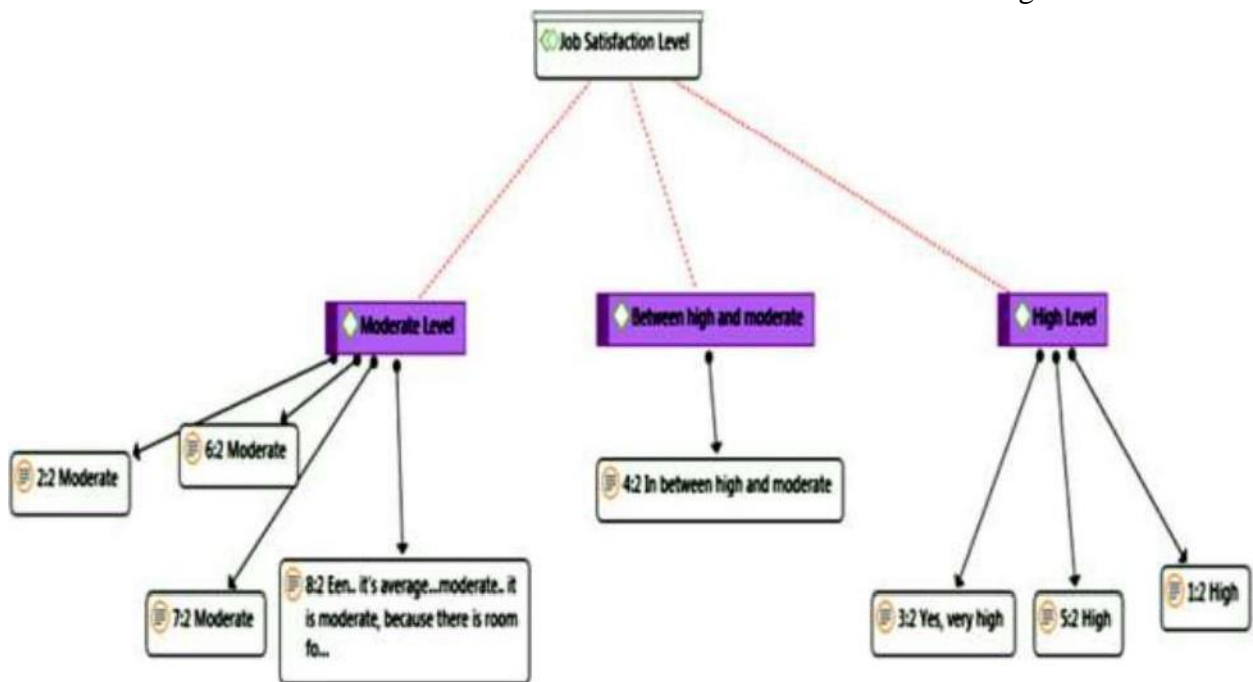 Job Satisfaction Level
Moderate Level
Between high and moderate
High Level
6:2 Moderate
2:2 Moderate
4:2 In between high and moderate
8:2 Een.. it's average...moderate.. it
is moderate, because there is room
fo...
7:2 Moderate
3:2 Yes, very high
5:2 High
1:2 High